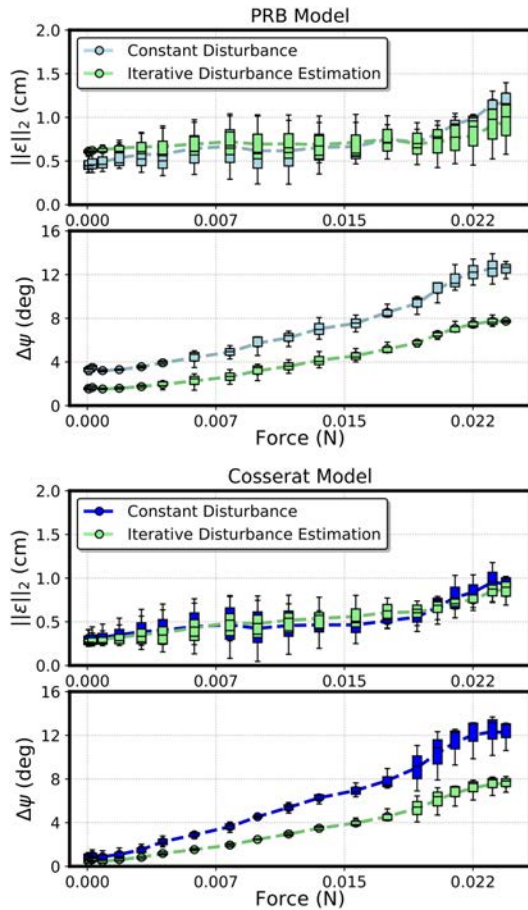 PRB Model
Constant Disturbance
Iterative Disturbance Estimation
||ε||₂ (cm)
2.0
1.5
1.0
0.5
0.0
0.000 0.007 0.015 0.022
Δψ (deg)
16
12
8
4
0
0.000 0.007 0.015 0.022
Force (N)
Cosserat Model
Constant Disturbance
Iterative Disturbance Estimation
||ε||₂ (cm)
2.0
1.5
1.0
0.5
0.0
0.000 0.007 0.015 0.022
Δψ (deg)
16
12
8
4
0
0.000 0.007 0.015 0.022
Force (N)